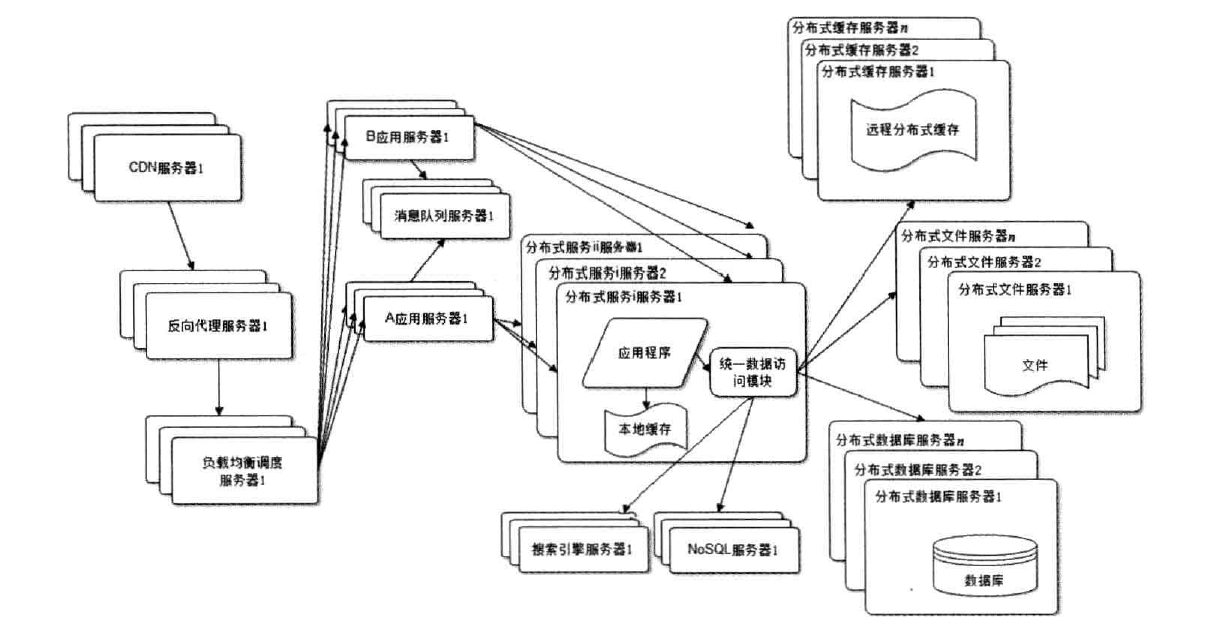 CDN服务器1
反向代理服务器1
负载均衡调度
服务器1
B应用服务器1
消息队列服务器1
A应用服务器1
分布式服务ii服务器1
分布式服务i服务器2
分布式服务i服务器1
应用程序
统一数据访
问模块
本地缓存
搜索引擎服务器1
NoSQL服务器1
分布式缓存服务器n
分布式缓存服务器2
分布式缓存服务器1
远程分布式缓存
分布式文件服务器n
分布式文件服务器2
分布式文件服务器1
文件
分布式数据库服务器n
分布式数据库服务器2
分布式数据库服务器1
数据库